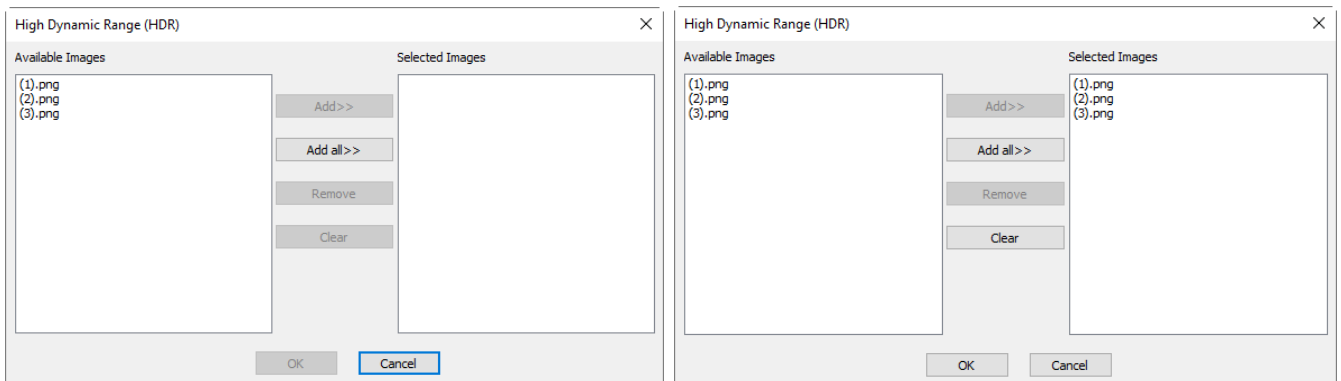 High Dynamic Range (HDR)
Available Images
Selected Images
(1).png
(2).png
(3).png
Add>>
Add all>>
Remove
Clear
OK
Cancel
High Dynamic Range (HDR)
Available Images
Selected Images
(1).png
(2).png
(3).png
Add>>
Add all>>
Remove
Clear
(1).png
(2).png
(3).png
OK
Cancel